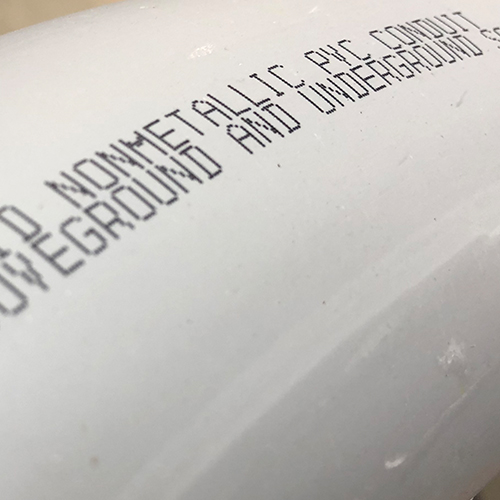 NONMETALLIC PVC CONDUIT
OVEGROUND AND UNDERGROUND